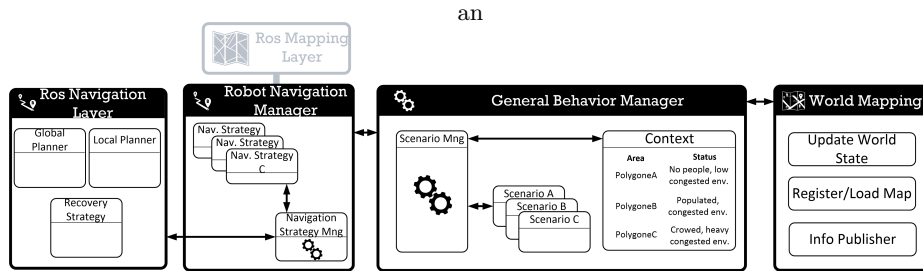 an
Ros Mapping
Layer
Ros Navigation
Layer
Global
Planner
Local Planner
Recovery
Strategy
Robot Navigation
Manager
Nav. Strategy
Nav. Strategy
Nav. Strategy
C
Navigation
Strategy Mng
General Behavior Manager
Scenario Mng
Scenario A
Scenario B
Scenario C
Context
Area Status
PolygoneA No people, low
congested env.
PolygoneB Populated,
congested env.
PolygoneC Crowed, heavy
congested env.
World Mapping
Update World
State
Register/Load Map
Info Publisher